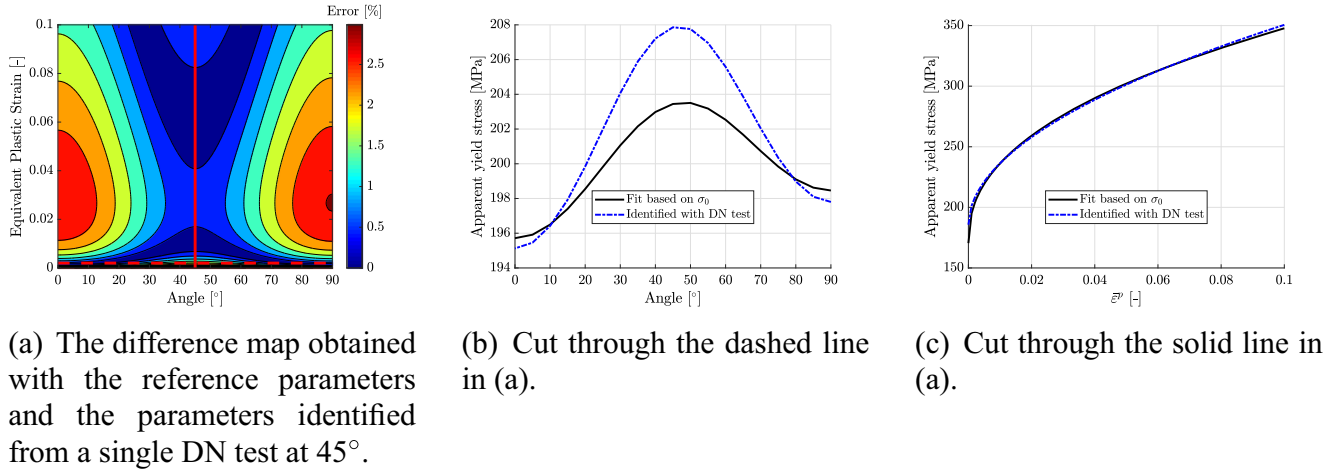 Error [%]
0.1
0.08
0.06
0.04
0.02
0
Equivalent Plastic Strain [-]
0 10 20 30 40 50 60 70 80 90
Angle [°]
2.5
2
1.5
1
0.5
0
208
206
204
202
200
198
196
194
Apparent yield stress [MPa]
Fit based on σ₀
Identified with DN test
0 10 20 30 40 50 60 70 80 90
Angle [°]
350
300
250
200
150
Apparent yield stress [MPa]
Fit based on σ₀
Identified with DN test
0 0.02 0.04 0.06 0.08 0.1
ε̄ᵖ [-]
(a) The difference map obtained
with the reference parameters
and the parameters identified
from a single DN test at 45°.
(b) Cut through the dashed line
in (a).
(c) Cut through the solid line in
(a).